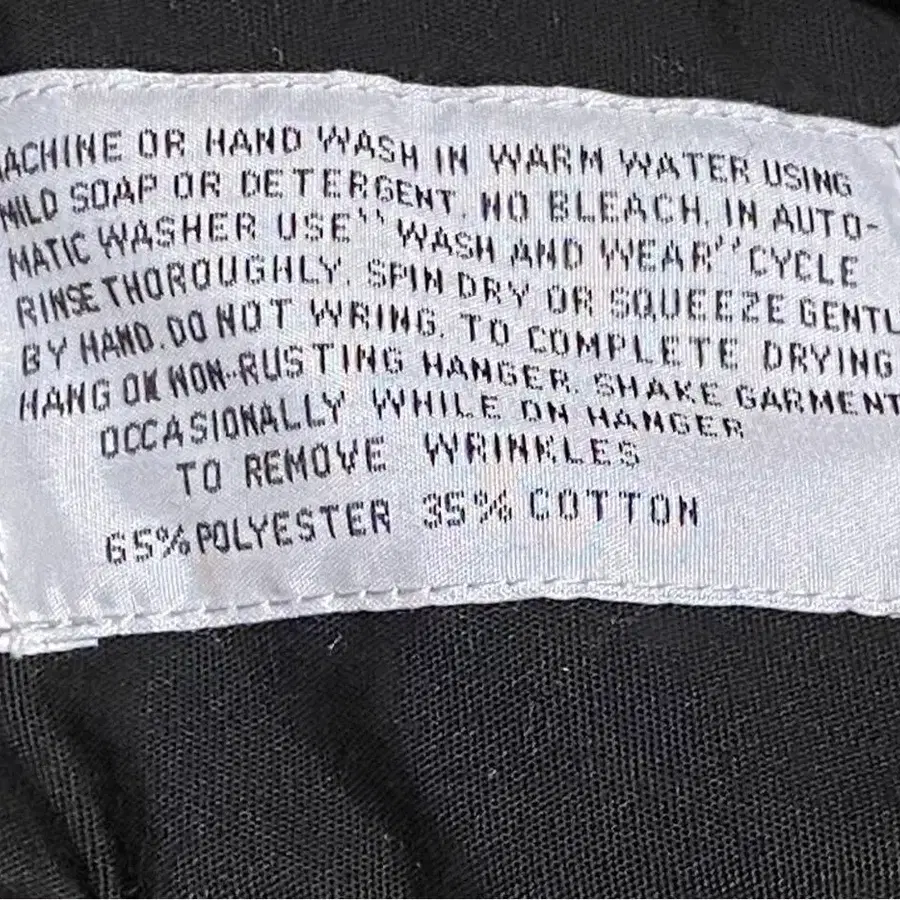 ACHINE OR HAND WASH IN WARM WATER USING
MILD SOAP OR DETERGENT. NO BLEACH. IN AUTO-
MATIC WASHER USE "WASH AND WEAR" CYCLE
RINSE THOROUGHLY. SPIN DRY OR SQUEEZE GENTL
BY HAND. DO NOT WRING. TO COMPLETE DRYING
HANG ON NON-RUSTING HANGER. SHAKE GARMENT
OCCASIONALLY WHILE ON HANGER
TO REMOVE WRINKLES
65% POLYESTER 35% COTTON